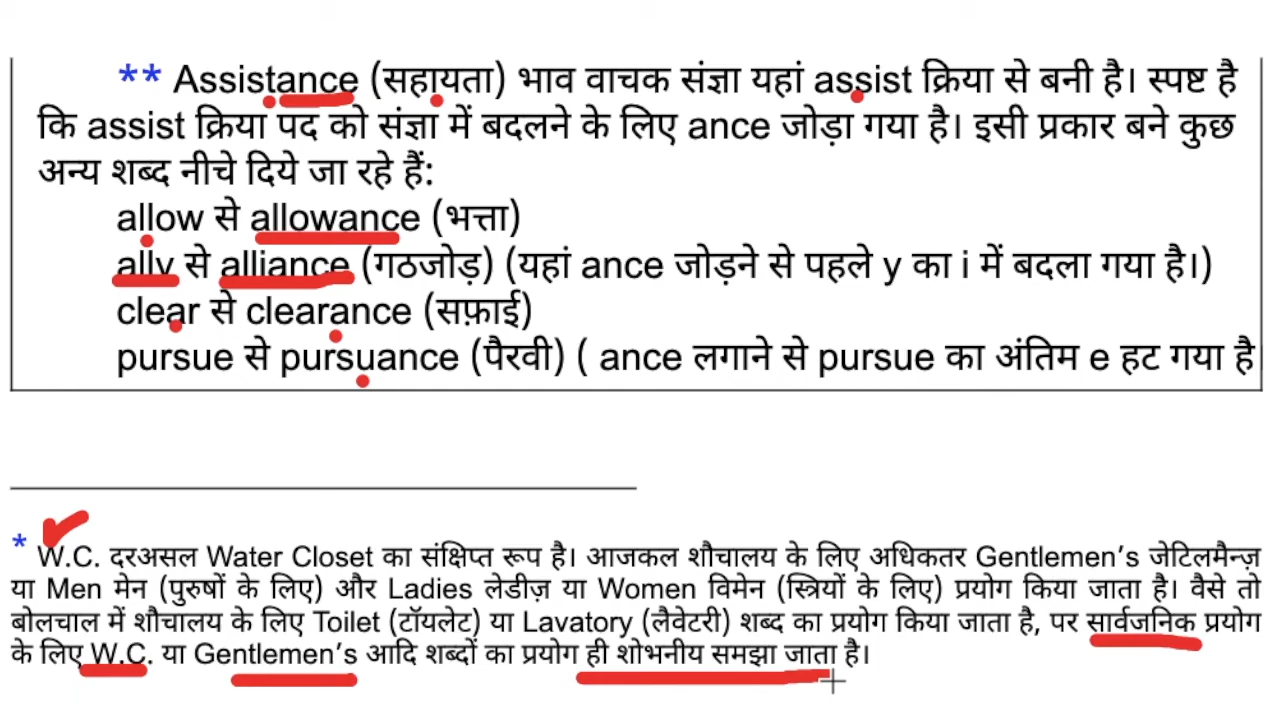 ** Assistance (सहायता) भाव वाचक संज्ञा यहां assist क्रिया से बनी है। स्पष्ट है
कि assist क्रिया पद को संज्ञा में बदलने के लिए ance जोड़ा गया है। इसी प्रकार बने कुछ
अन्य शब्द नीचे दिये जा रहे हैं:
allow से allowance (भत्ता)
ally से alliance (गठजोड़) (यहां ance जोड़ने से पहले y का i में बदला गया है।)
clear से clearance (सफ़ाई)
pursue से pursuance (पैरवी) ( ance लगाने से pursue का अंतिम e हट गया है
* W.C. दरअसल Water Closet का संक्षिप्त रूप है। आजकल शौचालय के लिए अधिकतर Gentlemen’s जेंटिलमैन्ज़
या Men मेन (पुरुषों के लिए) और Ladies लेडीज़ या Women विमेन (स्त्रियों के लिए) प्रयोग किया जाता है। वैसे तो
बोलचाल में शौचालय के लिए Toilet (टॉयलेट) या Lavatory (लैवेटरी) शब्द का प्रयोग किया जाता है, पर सार्वजनिक प्रयोग
के लिए W.C. या Gentlemen’s आदि शब्दों का प्रयोग ही शोभनीय समझा जाता है।